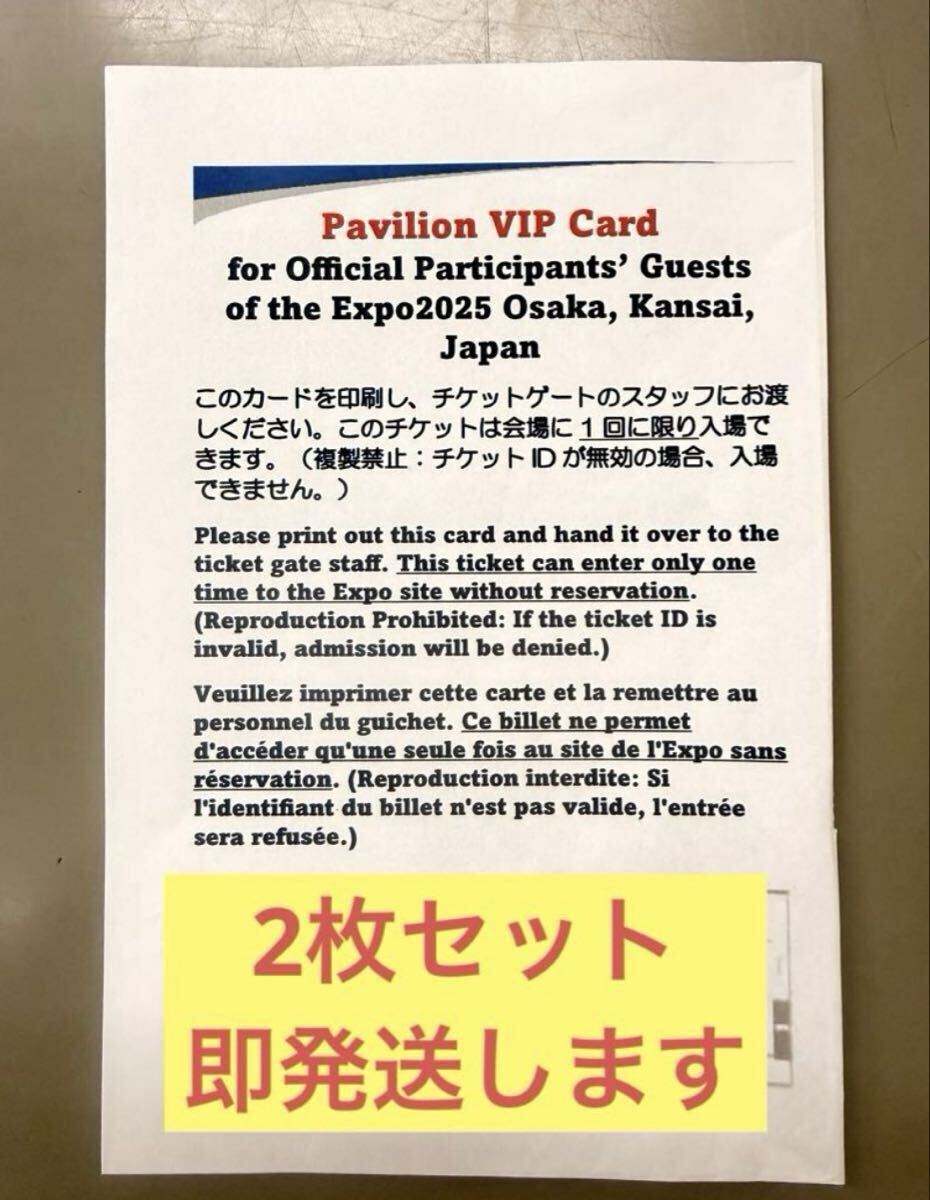 Pavilion VIP Card
for Official Participants’ Guests
of the Expo2025 Osaka, Kansai,
Japan
このカードを印刷し、チケットゲートのスタッフにお渡
しください。このチケットは会場に1回に限り入場で
きます。（複製禁止：チケットIDが無効の場合、入場
できません。）
Please print out this card and hand it over to the
ticket gate staff. This ticket can enter only one
time to the Expo site without reservation.
(Reproduction Prohibited: If the ticket ID is
invalid, admission will be denied.)
Veuillez imprimer cette carte et la remettre au
personnel du guichet. Ce billet ne permet
d'accéder qu'une seule fois au site de l'Expo sans
réservation. (Reproduction interdite: Si
l'identifiant du billet n'est pas valide, l'entrée
sera refusée.)
2枚セット
即発送します